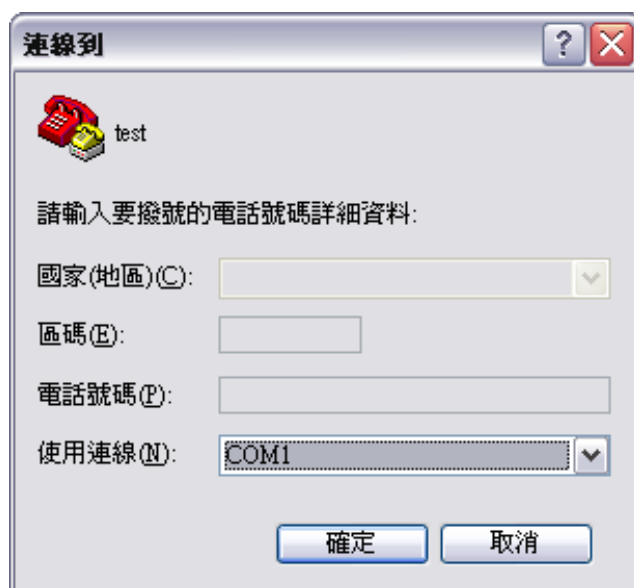 連線到
test
請輸入要撥號的電話號碼詳細資料:
國家(地區)(C):
區碼(E):
電話號碼(P):
使用連線(N): COM1
確定 取消